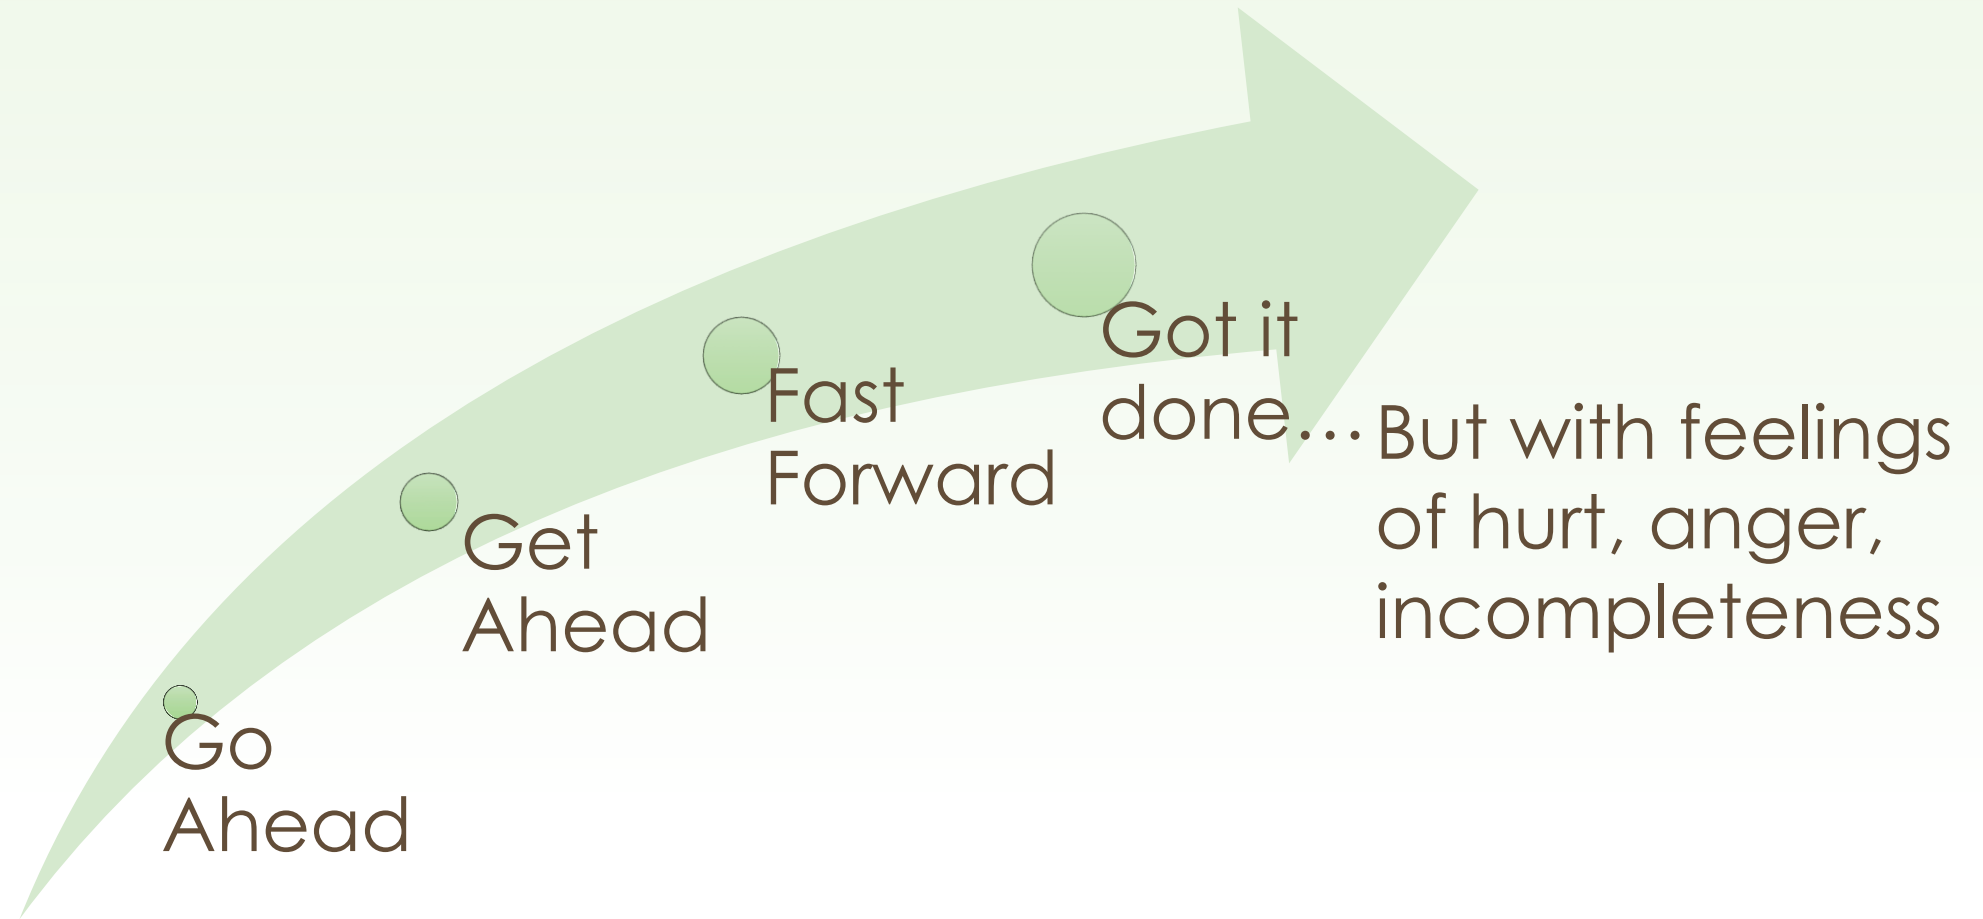 Go
Ahead
Get
Ahead
Fast
Forward
Got it
done…
But with feelings
of hurt, anger,
incompleteness